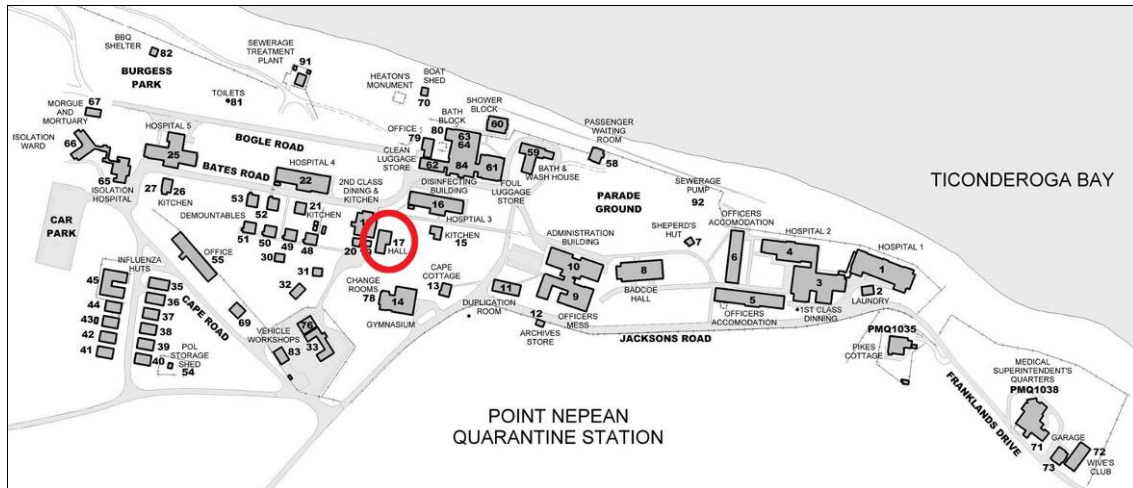 BBQ
SHELTER
82
BURGESS
PARK
SEWERAGE
TREATMENT
PLANT
91
TOILETS
81
HEATON'S
MONUMENT
BOAT
SHED
70
SHOWER
BLOCK
60
67
MORGUE
AND
MORTUARY
ISOLATION
WARD
66
65
ISOLATION
HOSPITAL
HOSPITAL 5
25
BOGLE ROAD
BATES ROAD
HOSPITAL 4
22
OFFICE
79
80
BATH
BLOCK
63
64
CLEAN
LUGGAGE
STORE
62
84
61
DISINFECTING
BUILDING
FOUL
LUGGAGE
STORE
59
BATH &
WASH HOUSE
PASSENGER
WAITING
ROOM
58
PARADE
GROUND
SEWERAGE
PUMP
92
TICONDEROGA BAY
27
26
KITCHEN
53
52
21
KITCHEN
DEMOUNTABLES
51
50
49
48
30
31
32
2ND CLASS
DINING &
KITCHEN
20
17
HALL
16
HOSPTIAL 3
KITCHEN
15
CAR
PARK
OFFICE
55
INFLUENZA
HUTS
45
44
43
42
41
35
36
37
38
39
40
CAPE ROAD
POL
STORAGE
SHED
54
69
VEHICLE
WORKSHOPS
76
33
83
CHANGE
ROOMS
78
14
GYMNASIUM
CAPE
COTTAGE
13
11
DUPLICATION
ROOM
12
ARCHIVES
STORE
ADMINISTRATION
BUILDING
10
9
OFFICERS
MESS
8
BADCOE
HALL
SHEPERD'S
HUT
7
OFFICERS
ACCOMODATION
6
5
OFFICERS
ACCOMODATION
HOSPITAL 2
4
3
1ST CLASS
DINNING
HOSPITAL 1
1
2
LAUNDRY
JACKSONS ROAD
PMQ1035
PIKES
COTTAGE
FRANKLANDS DRIVE
MEDICAL
SUPERINTENDENT'S
QUARTERS
PMQ1038
71
GARAGE
73
72
WIVE'S
CLUB
POINT NEPEAN
QUARANTINE STATION